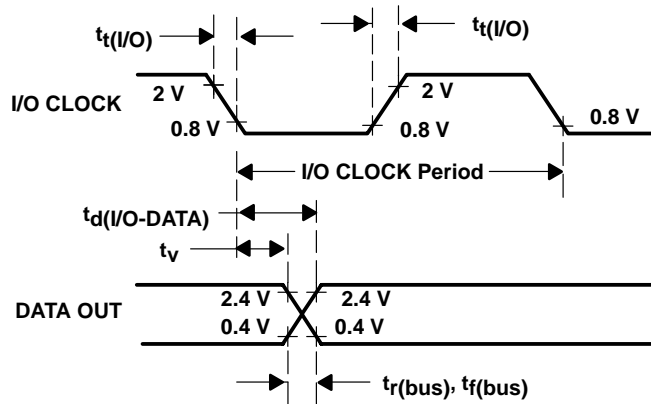 tt(I/O)
tt(I/O)
I/O CLOCK
2 V
2 V
0.8 V
0.8 V
0.8 V
I/O CLOCK Period
td(I/O-DATA)
tv
DATA OUT
2.4 V
2.4 V
0.4 V
0.4 V
tr(bus), tf(bus)